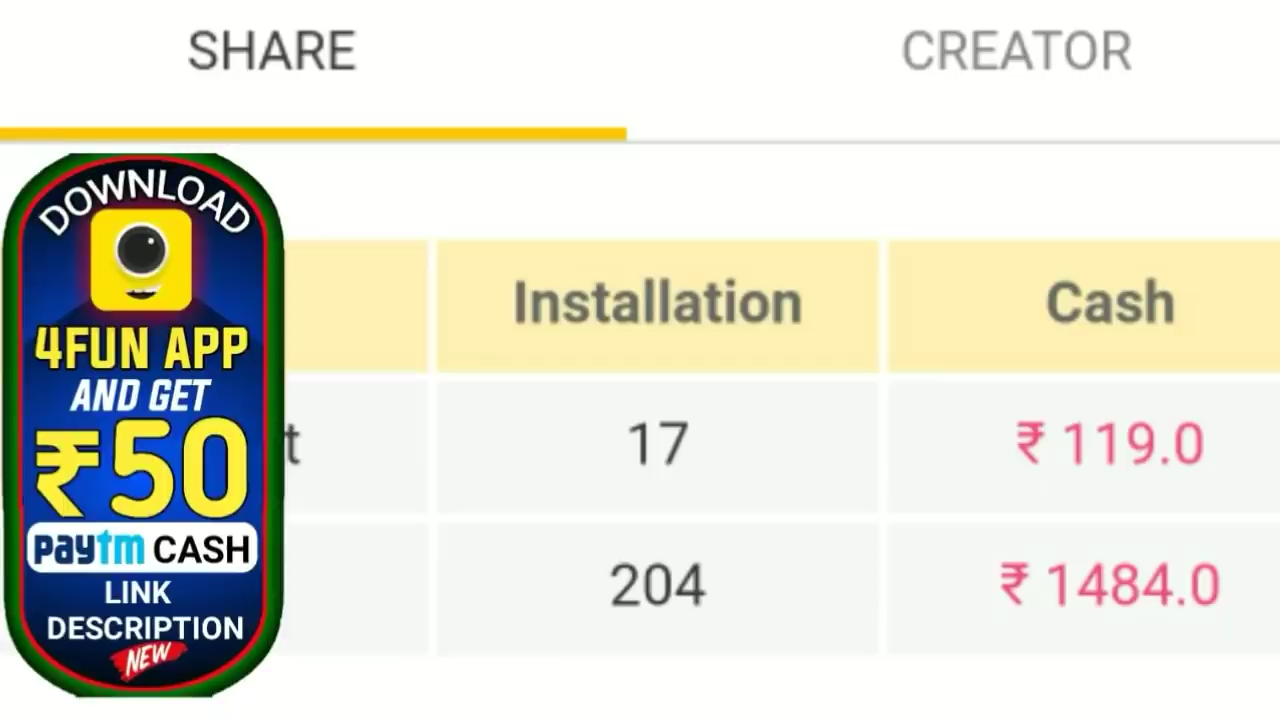 SHARE CREATOR
DOWNLOAD
4FUN APP
AND GET
₹50
paytm CASH
LINK
DESCRIPTION
NEW
Installation Cash
t 17 ₹ 119.0
204 ₹ 1484.0